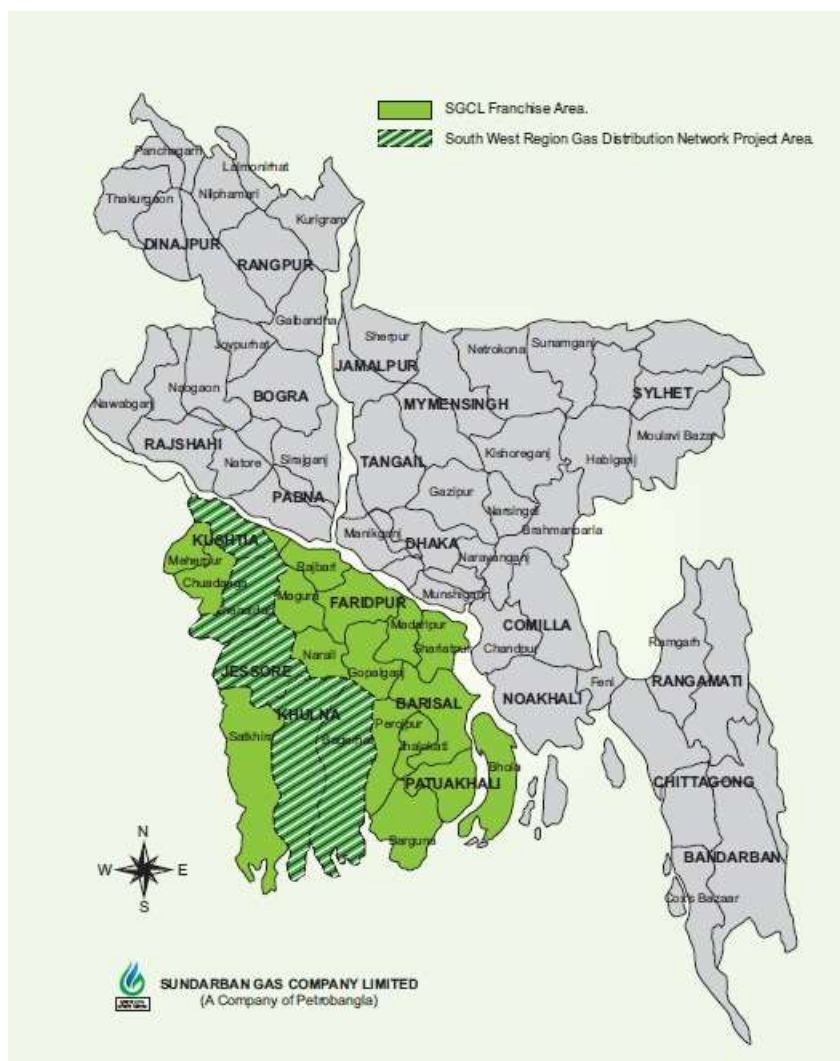 SGCL Franchise Area.
South West Region Gas Distribution Network Project Area.
Panchagarh
Lalmonirhat
Thakurgaon
Nilphamari
Kurigram
DINAJPUR
RANGPUR
Gaibandha
Joypurhat
Sherpur
Netrokona
Sunamganj
JAMALPUR
Naogaon
BOGRA
Nawabganj
MYMENSINGH
SYLHET
RAJSHAHI
Moulavi Bazar
Natore
Sirajganj
TANGAIL
Kishoreganj
Habiganj
PABNA
Gazipur
Narsingdi
Brahmanbaria
Manikganj
DHAKA
KUSHTIA
Narayanganj
Meherpur
Rajbari
Chuadanga
Magura
Munshiganj
FARIDPUR
Madaripur
COMILLA
Ramgarh
Narail
Shariatpur
Chandpur
JESSORE
Gopalganj
Feni
RANGAMATI
BARISAL
NOAKHALI
KHULNA
Perojpur
Satkhira
Bagerhat
Jhalokati
Bhola
PATUAKHALI
CHITTAGONG
Barguna
BANDARBAN
Cox's Bazaar
N
W E
S
SUNDARBAN GAS COMPANY LIMITED
(A Company of Petrobangla)